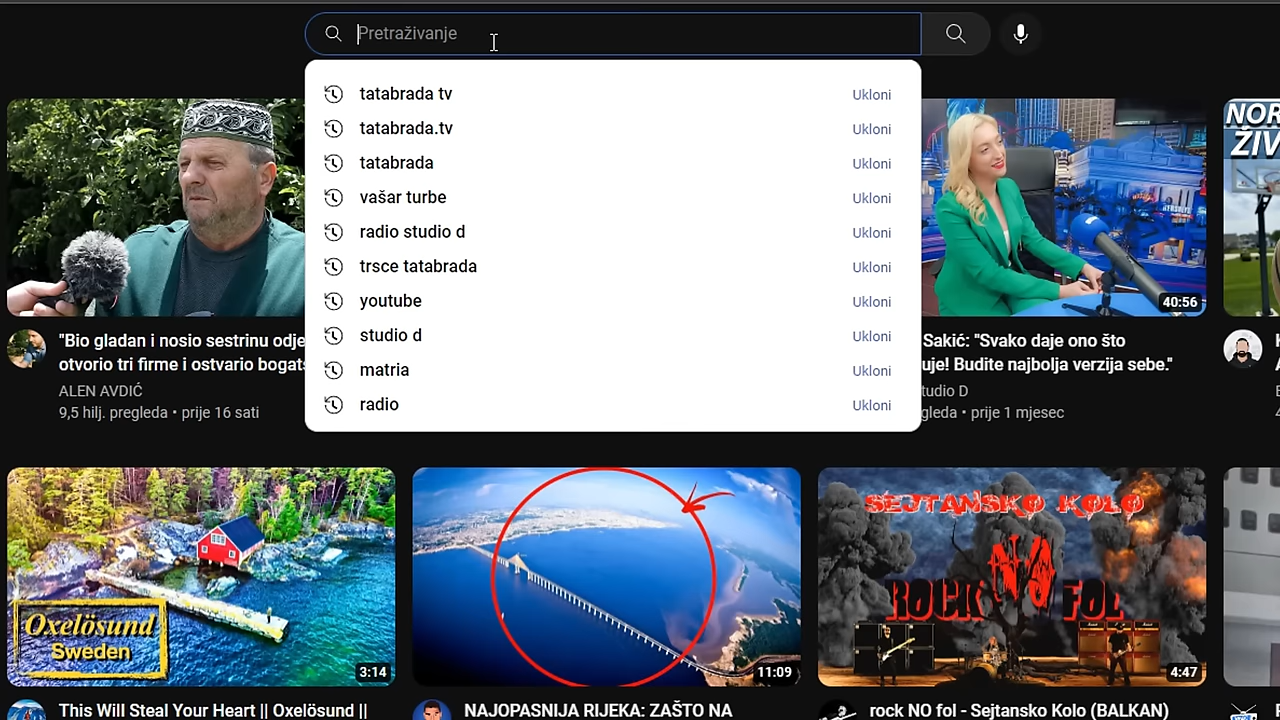 Pretraživanje
tatabrada tv
Ukloni
tatabrada.tv
Ukloni
tatabrada
Ukloni
vašar turbe
Ukloni
radio studio d
Ukloni
trsce tatabrada
Ukloni
youtube
Ukloni
studio d
Ukloni
matria
Ukloni
radio
Ukloni
40:56
"Bio gladan i nosio sestrinu odje
otvorio tri firme i ostvario bogats
ALEN AVDIĆ
9,5 hilj. pregleda • prije 16 sati
Sakić: "Svako daje ono što
uje! Budite najbolja verzija sebe."
tudio D
gleda • prije 1 mjesec
NOR
ŽIV
Oxelösund
Sweden
3:14
11:09
SEJTANSKO KOLO
ROCK NO FOL
4:47
This Will Steal Your Heart || Oxelösund ||
NAJOPASNIJA RIJEKA: ZAŠTO NA
rock NO fol - Sejtansko Kolo (BALKAN)